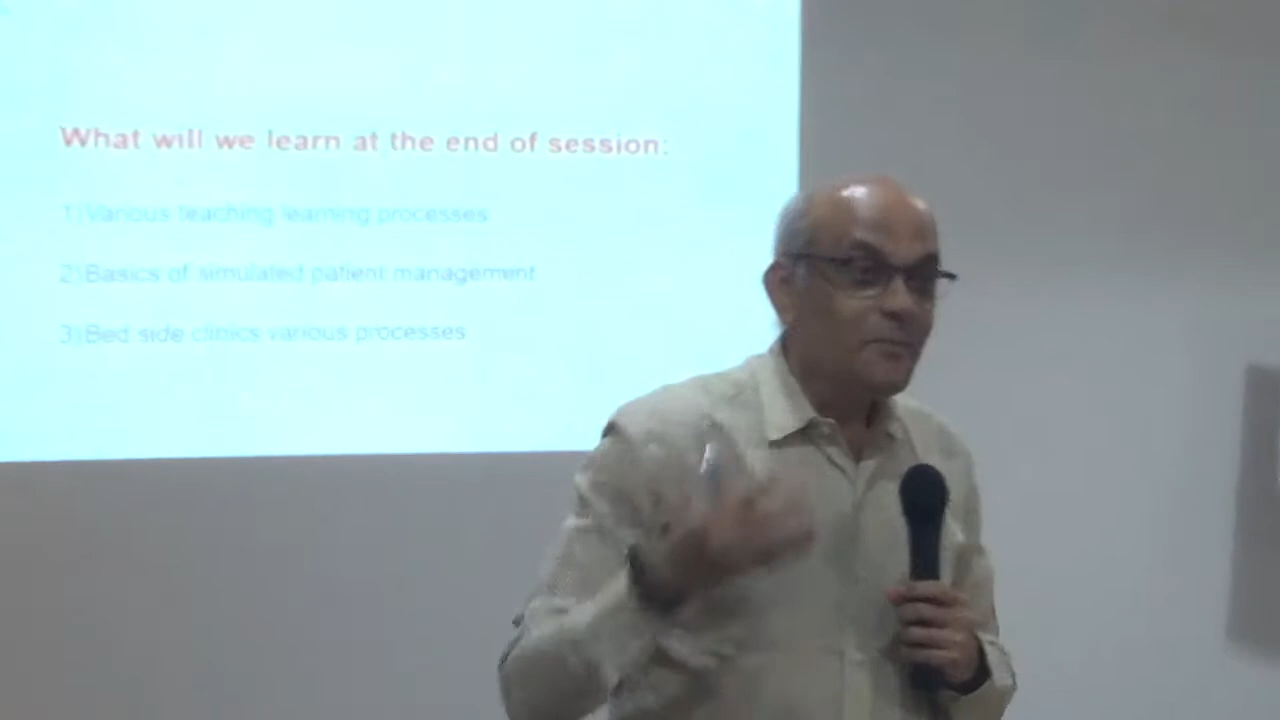 What will we learn at the end of session:
1)Various teaching learning processes
2)Basics of simulated patient management
3)Bed side clinics various processes